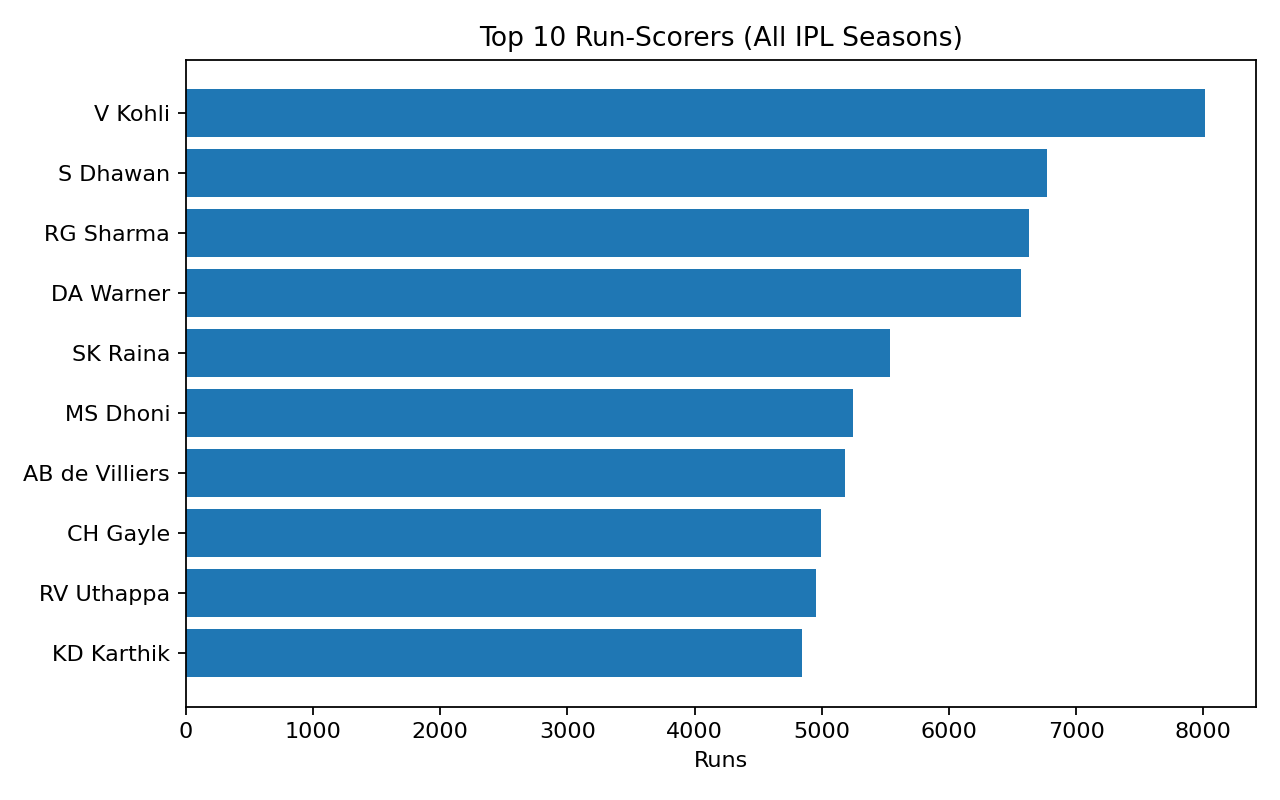 Top 10 Run-Scorers (All IPL Seasons)
V Kohli
S Dhawan
RG Sharma
DA Warner
SK Raina
MS Dhoni
AB de Villiers
CH Gayle
RV Uthappa
KD Karthik
0 1000 2000 3000 4000 5000 6000 7000 8000
Runs